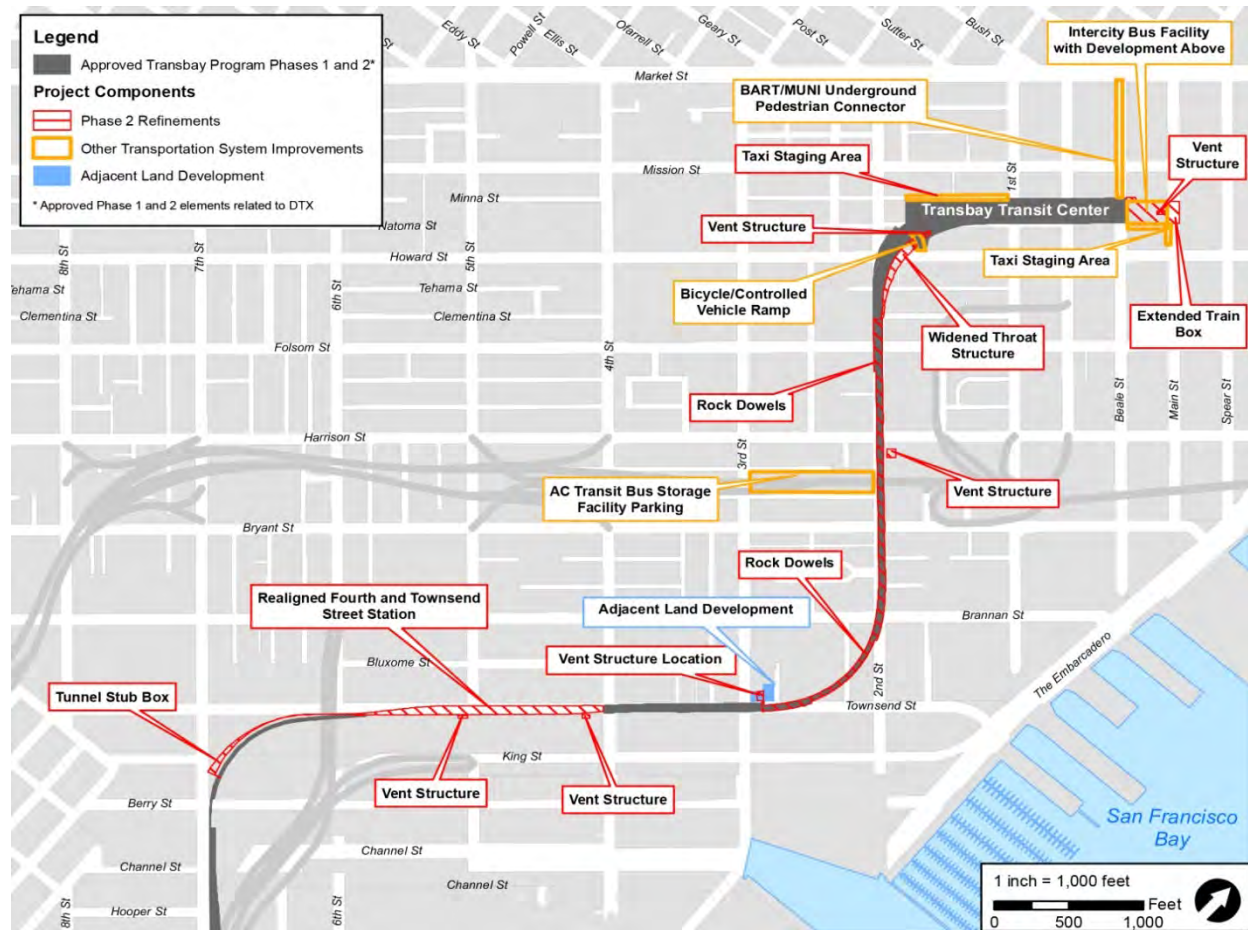 Legend
Approved Transbay Program Phases 1 and 2*
Project Components
Phase 2 Refinements
Other Transportation System Improvements
Adjacent Land Development
* Approved Phase 1 and 2 elements related to DTX
Eddy St
Powell St
Ellis St
Ofarrell St
Geary St
Post St
Sutter St
Bush St
Market St
Intercity Bus Facility
with Development Above
BART/MUNI Underground
Pedestrian Connector
Taxi Staging Area
Vent
Structure
1st St
Mission St
Minna St
Natoma St
Transbay Transit Center
Vent Structure
Howard St
8th St
7th St
6th St
5th St
Tehama St
Tehama St
Clementina St
Clementina St
Bicycle/Controlled
Vehicle Ramp
Taxi Staging Area
Widened Throat
Structure
Extended Train
Box
Folsom St
4th St
Rock Dowels
Beale St
Main St
Spear St
Harrison St
3rd St
AC Transit Bus Storage
Facility Parking
Vent Structure
Bryant St
Rock Dowels
Realigned Fourth and Townsend
Street Station
Adjacent Land Development
Brannan St
Bluxome St
Vent Structure Location
The Embarcadero
Tunnel Stub Box
2nd St
Townsend St
King St
Vent Structure
Vent Structure
Berry St
San Francisco
Bay
Channel St
Channel St
Channel St
Hooper St
8th St
6th St
1 inch = 1,000 feet
Feet
0 500 1,000